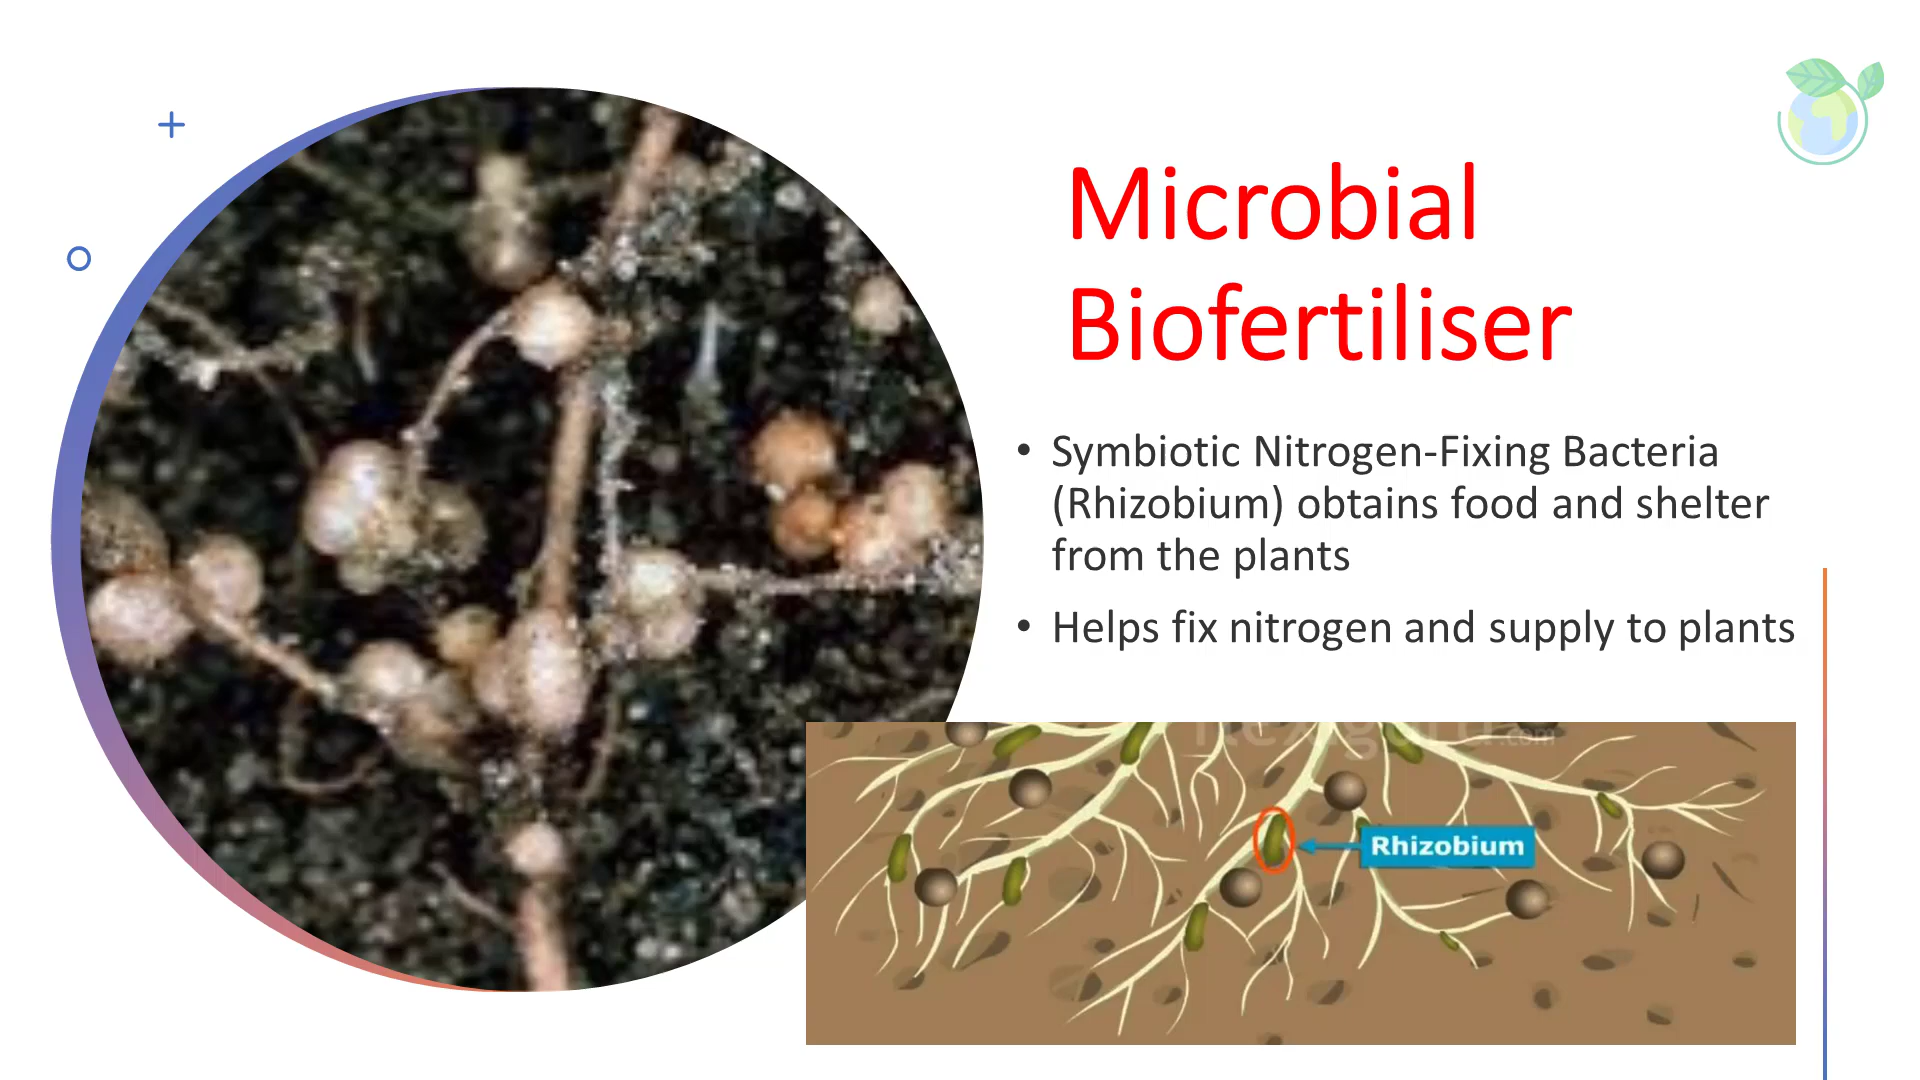 Microbial
Biofertiliser
• Symbiotic Nitrogen-Fixing Bacteria
(Rhizobium) obtains food and shelter
from the plants
• Helps fix nitrogen and supply to plants
.com
Rhizobium